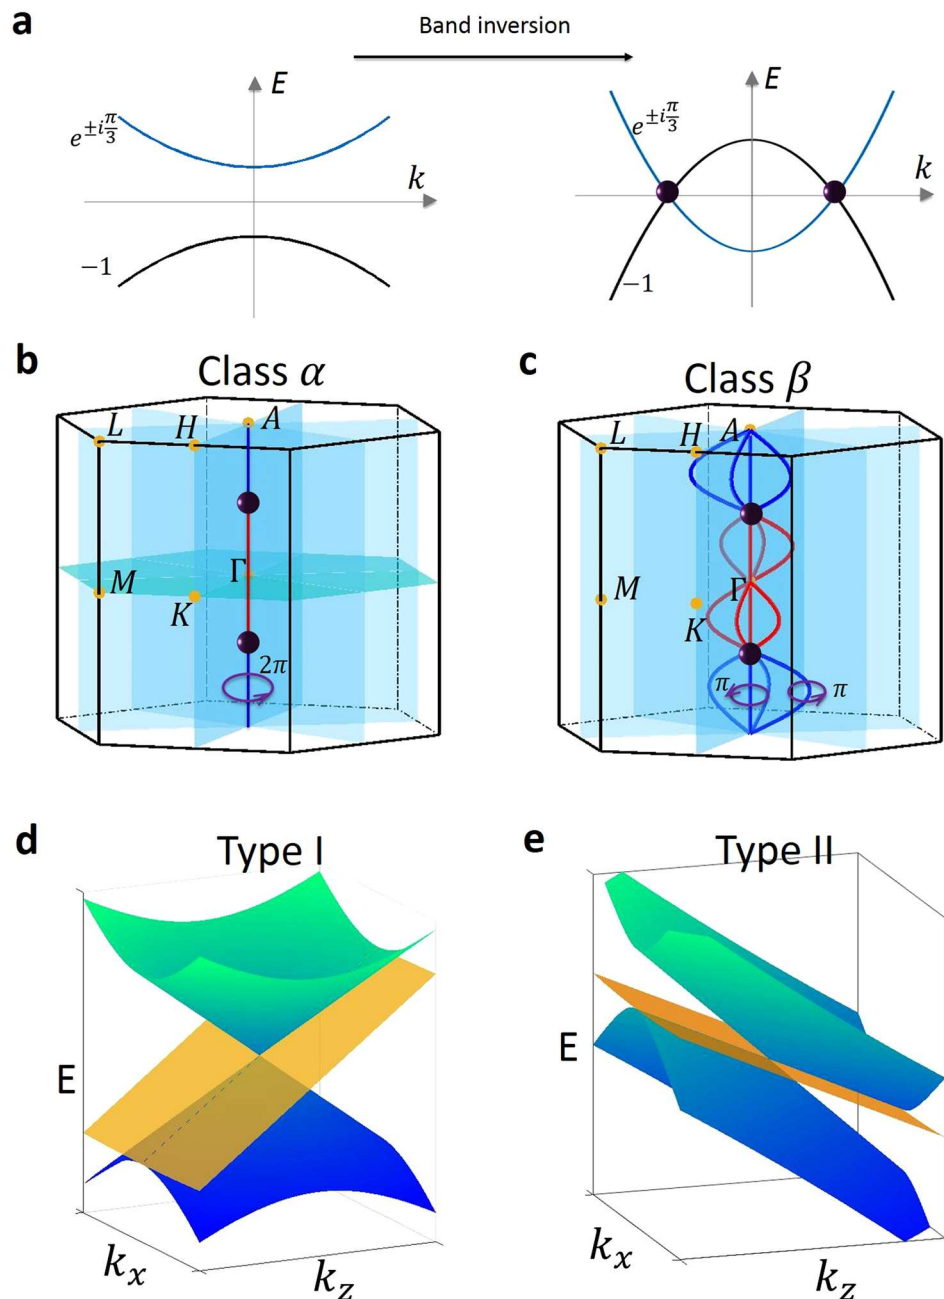 a
Band inversion
E
e^{±iπ/3}
k
−1
E
e^{±iπ/3}
k
−1
b
Class α
L
H
A
Γ
M
K
2π
c
Class β
L
H
A
Γ
M
K
π
π
d
Type I
E
k_x
k_z
e
Type II
E
k_x
k_z